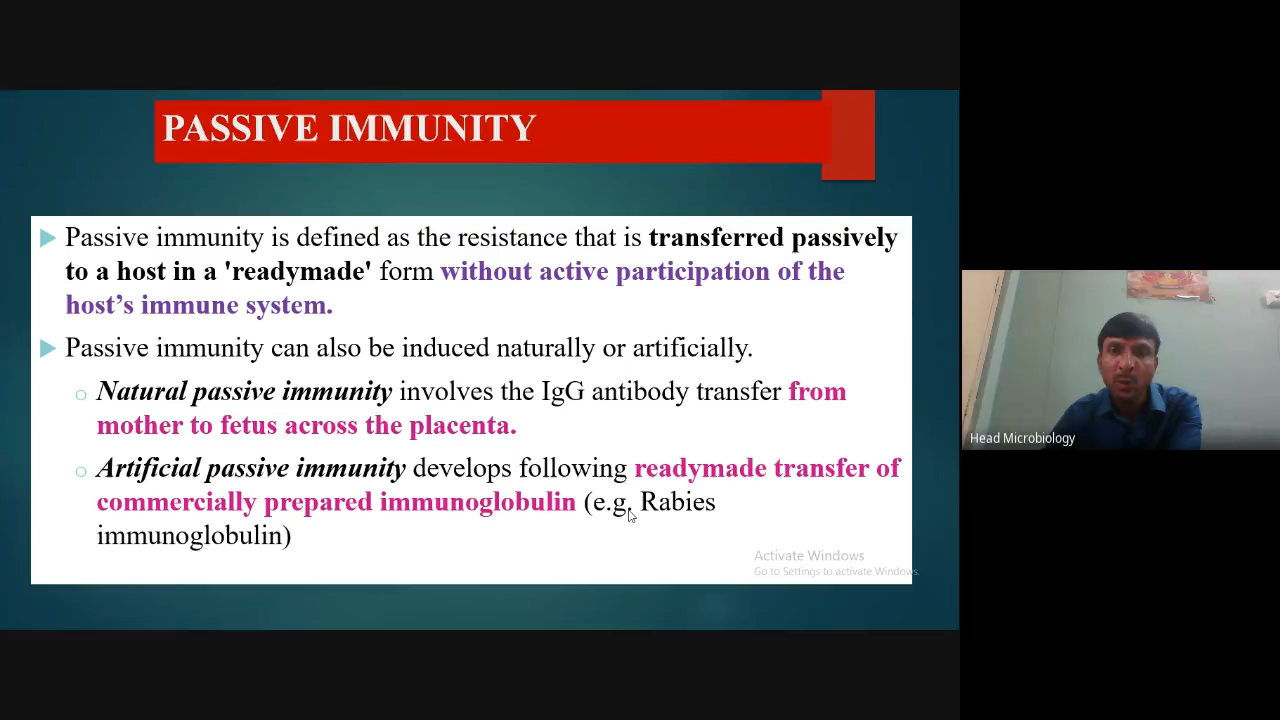 PASSIVE IMMUNITY
Passive immunity is defined as the resistance that is transferred passively
to a host in a 'readymade' form without active participation of the
host’s immune system.
Passive immunity can also be induced naturally or artificially.
Natural passive immunity involves the IgG antibody transfer from
mother to fetus across the placenta.
Artificial passive immunity develops following readymade transfer of
commercially prepared immunoglobulin (e.g. Rabies
immunoglobulin)
Activate Windows
Go to Settings to activate Windows.
Head Microbiology